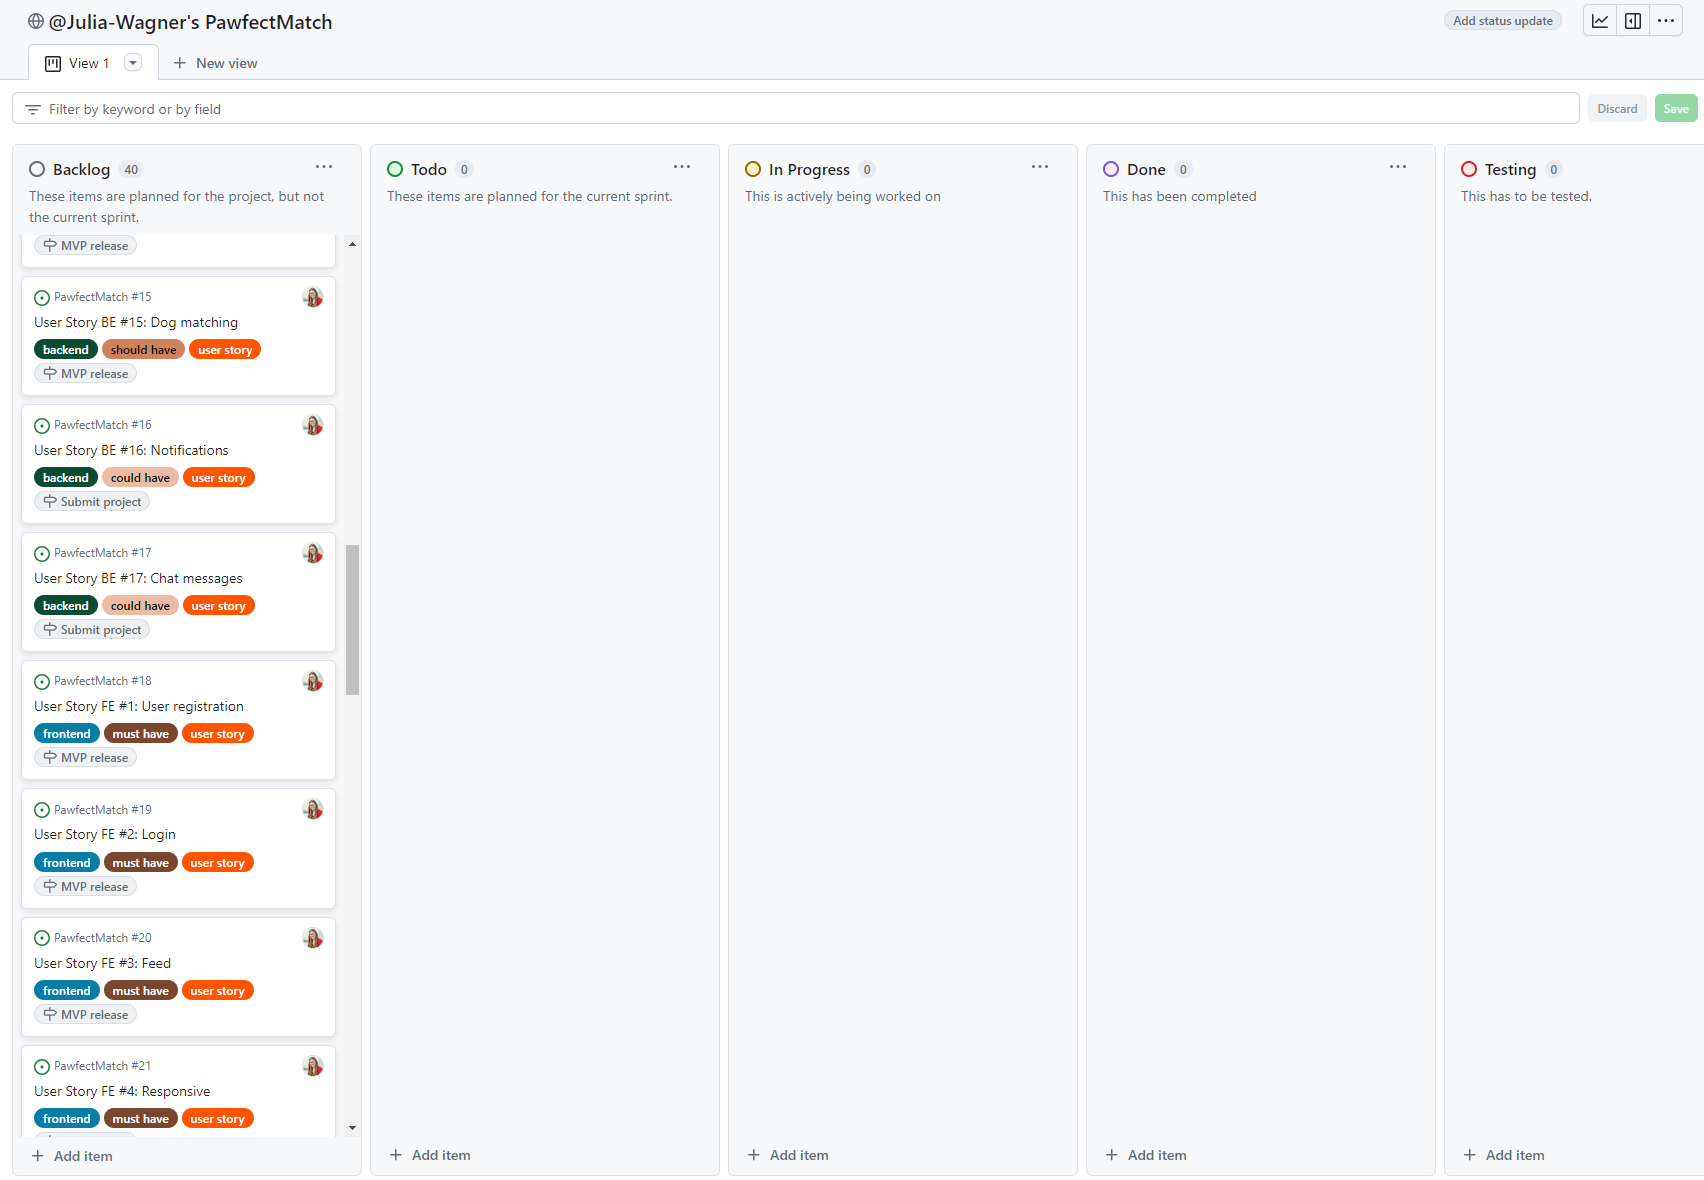 @Julia-Wagner's PawfectMatch
Add status update
View 1
New view
Filter by keyword or by field
Discard
Save
Backlog 40
These items are planned for the project, but not
the current sprint.
MVP release
PawfectMatch #15
User Story BE #15: Dog matching
backend should have user story
MVP release
PawfectMatch #16
User Story BE #16: Notifications
backend could have user story
Submit project
PawfectMatch #17
User Story BE #17: Chat messages
backend could have user story
Submit project
PawfectMatch #18
User Story FE #1: User registration
frontend must have user story
MVP release
PawfectMatch #19
User Story FE #2: Login
frontend must have user story
MVP release
PawfectMatch #20
User Story FE #3: Feed
frontend must have user story
MVP release
PawfectMatch #21
User Story FE #4: Responsive
frontend must have user story
Add item
Todo 0
These items are planned for the current sprint.
Add item
In Progress 0
This is actively being worked on
Add item
Done 0
This has been completed
Add item
Testing 0
This has to be tested.
Add item